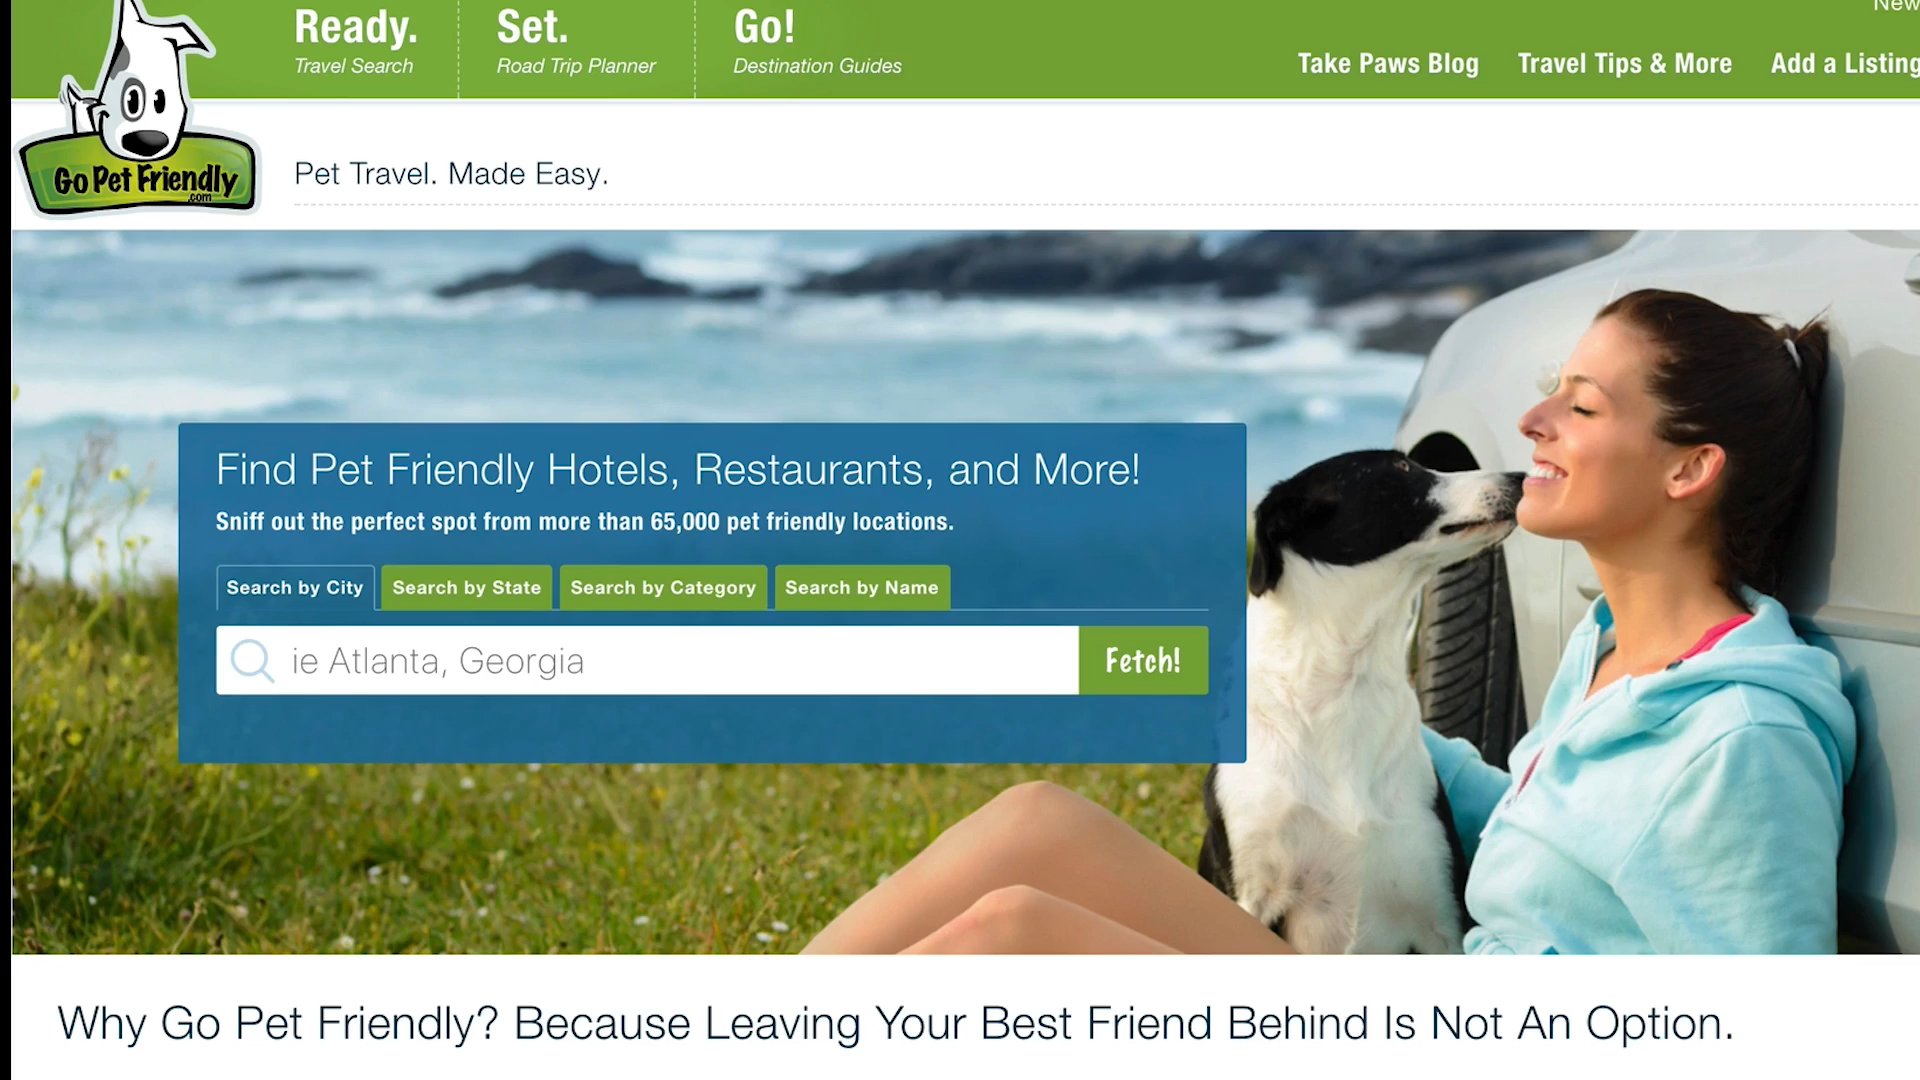 New
Ready.
Travel Search
Set.
Road Trip Planner
Go!
Destination Guides
Take Paws Blog
Travel Tips & More
Add a Listing
Go Pet Friendly
.com
Pet Travel. Made Easy.
Find Pet Friendly Hotels, Restaurants, and More!
Sniff out the perfect spot from more than 65,000 pet friendly locations.
Search by City
Search by State
Search by Category
Search by Name
ie Atlanta, Georgia
Fetch!
Why Go Pet Friendly? Because Leaving Your Best Friend Behind Is Not An Option.